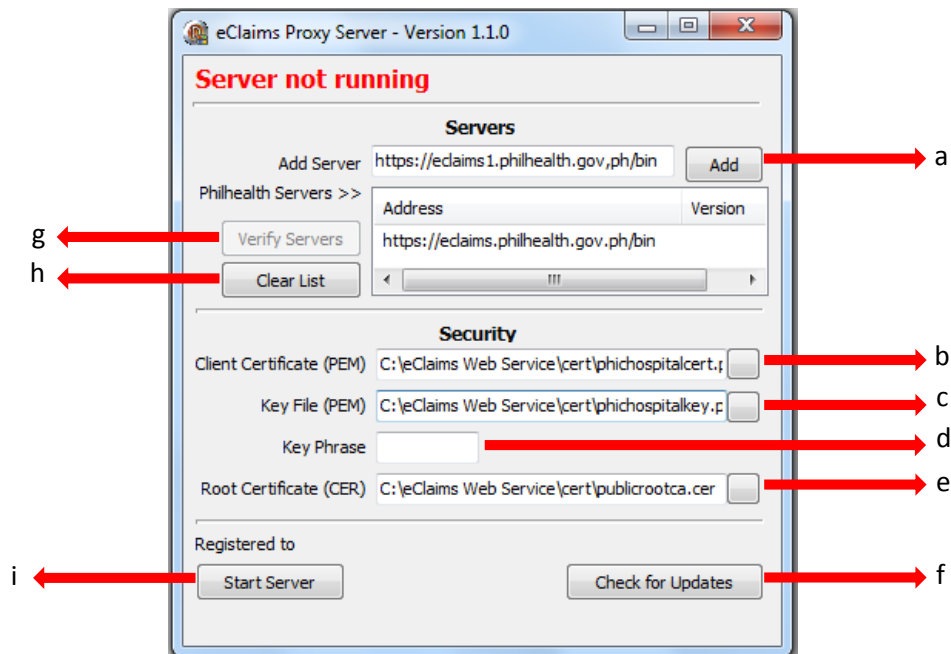 eClaims Proxy Server - Version 1.1.0
Server not running
Servers
Add Server https://eclaims1.philhealth.gov,ph/bin Add a
Philhealth Servers >>
Address Version
g Verify Servers https://eclaims.philhealth.gov.ph/bin
h Clear List
Security
Client Certificate (PEM) C:\eClaims Web Service\cert\phichospitalcert.p b
Key File (PEM) C:\eClaims Web Service\cert\phichospitalkey.p c
Key Phrase d
Root Certificate (CER) C:\eClaims Web Service\cert\publicrootca.cer e
Registered to
i Start Server Check for Updates f